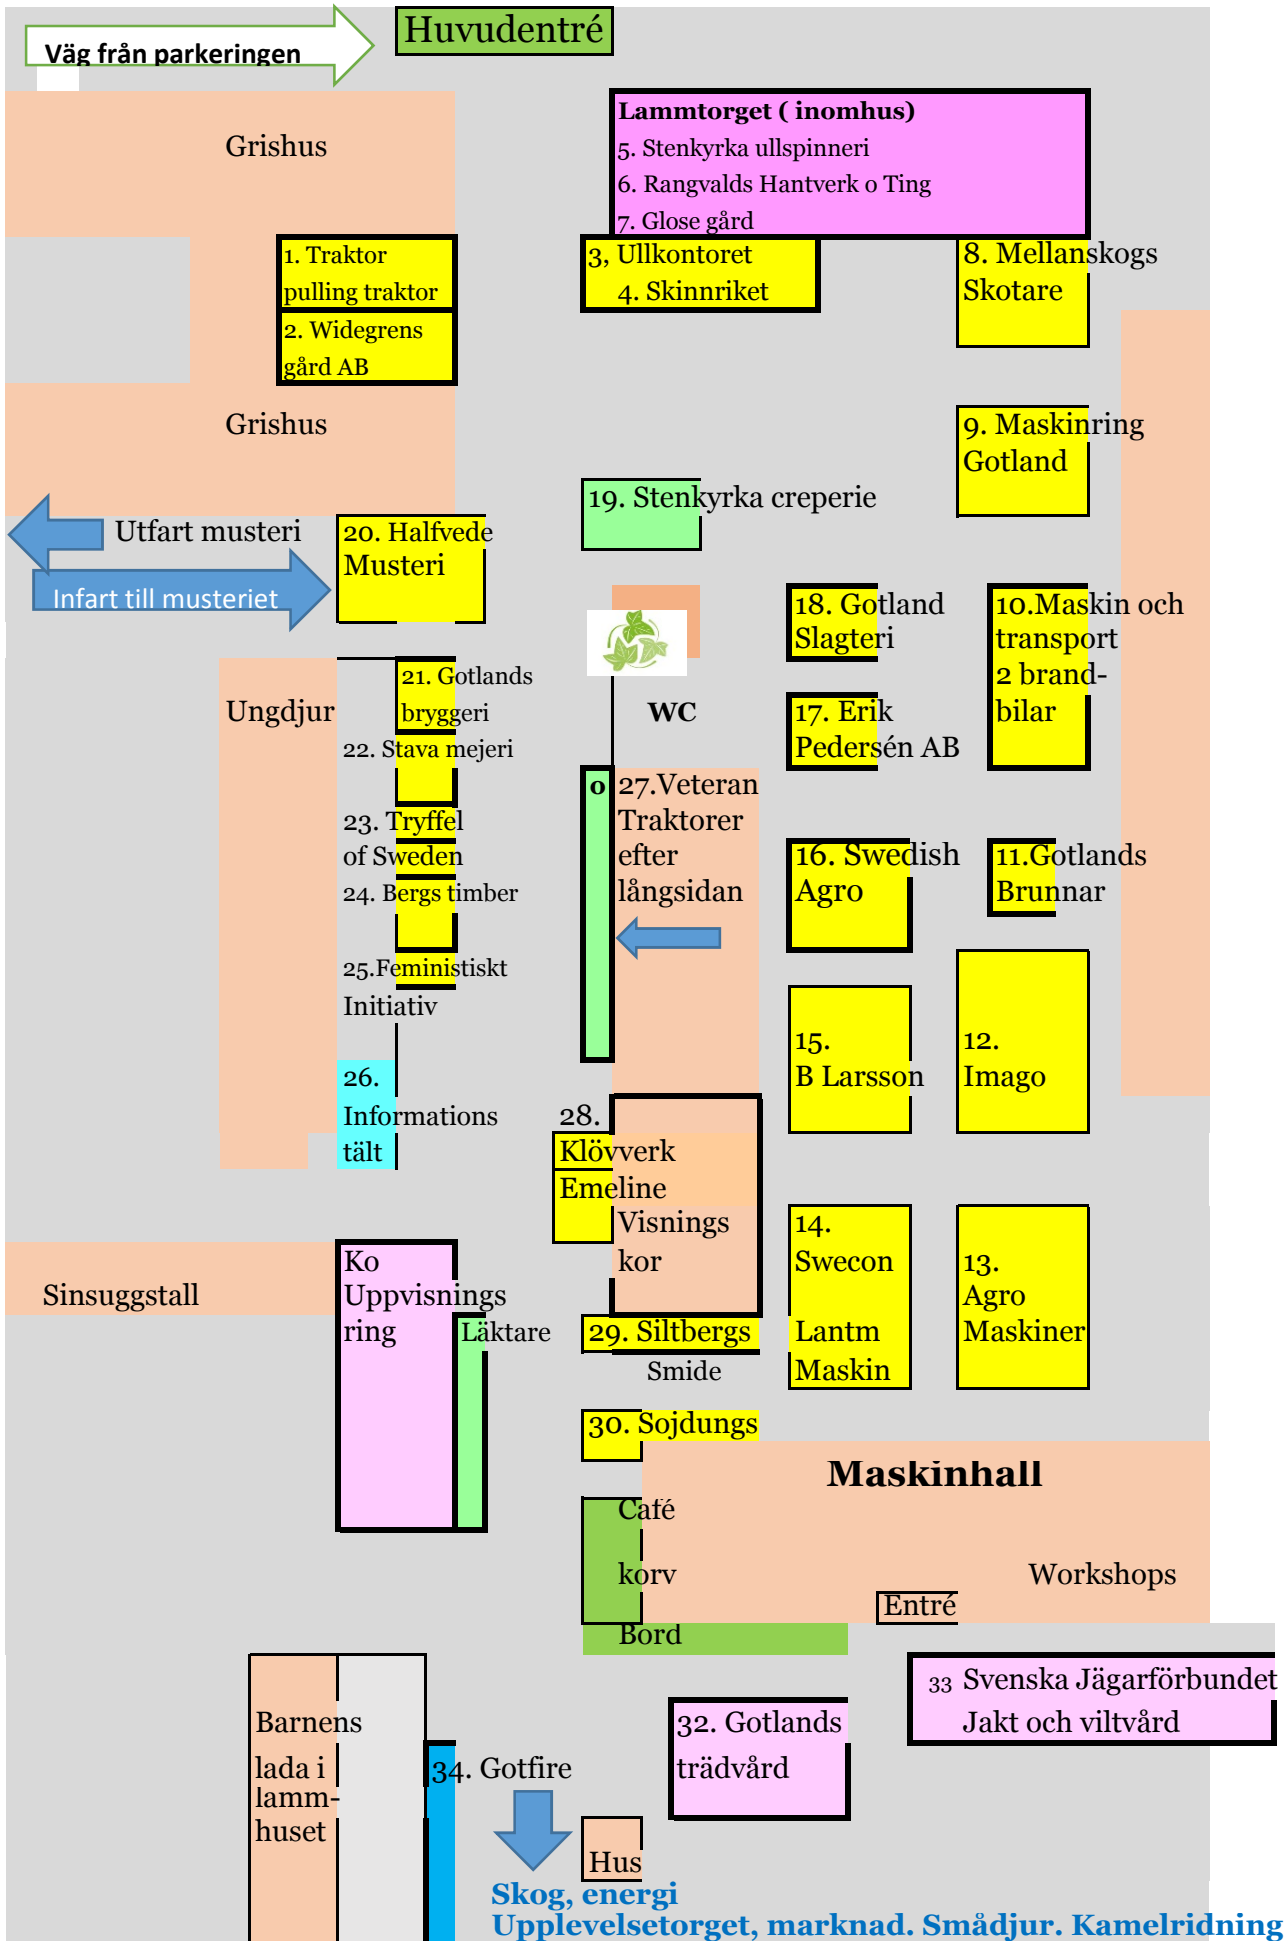 Huvudentré
Väg från parkeringen
Lammtorget ( inomhus)
5. Stenkyrka ullspinneri
6. Rangvalds Hantverk o Ting
7. Glose gård
Grishus
1. Traktor
pulling traktor
2. Widegrens
gård AB
3, Ullkontoret
4. Skinnriket
8. Mellanskogs
Skotare
Grishus
9. Maskinring
Gotland
19. Stenkyrka creperie
Utfart musteri
Infart till musteriet
20. Halfvede
Musteri
18. Gotland
Slagteri
10.Maskin och
transport
2 brand-
bilar
Ungdjur
21. Gotlands
bryggeri
22. Stava mejeri
23. Tryffel
of Sweden
24. Bergs timber
25.Feministiskt
Initiativ
26.
Informations
tält
WC
17. Erik
Pedersén AB
o
27.Veteran
Traktorer
efter
långsidan
16. Swedish
Agro
11.Gotlands
Brunnar
15.
B Larsson
12.
Imago
28.
Klövverk
Emeline
Visnings
kor
14.
Swecon
Lantm
Maskin
13.
Agro
Maskiner
Sinsuggstall
Ko
Uppvisnings
ring
Läktare
29. Siltbergs
Smide
30. Sojdungs
Maskinhall
Café
korv
Workshops
Entré
Bord
33 Svenska Jägarförbundet
Jakt och viltvård
32. Gotlands
trädvård
Barnens
lada i
lamm-
huset
34. Gotfire
Hus
Skog, energi
Upplevelsetorget, marknad. Smådjur. Kamelridning